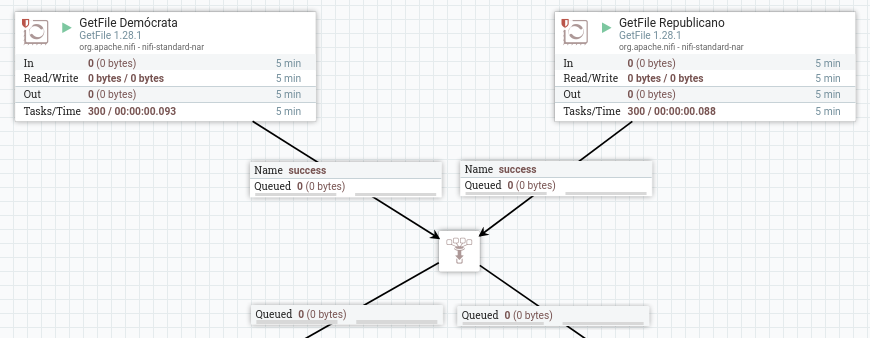 GetFile Demócrata
GetFile 1.28.1
org.apache.nifi - nifi-standard-nar
In 0 (0 bytes) 5 min
Read/Write 0 bytes / 0 bytes 5 min
Out 0 (0 bytes) 5 min
Tasks/Time 300 / 00:00:00.093 5 min
GetFile Republicano
GetFile 1.28.1
org.apache.nifi - nifi-standard-nar
In 0 (0 bytes) 5 min
Read/Write 0 bytes / 0 bytes 5 min
Out 0 (0 bytes) 5 min
Tasks/Time 300 / 00:00:00.088 5 min
Name success
Queued 0 (0 bytes)
Name success
Queued 0 (0 bytes)
Queued 0 (0 bytes)
Queued 0 (0 bytes)